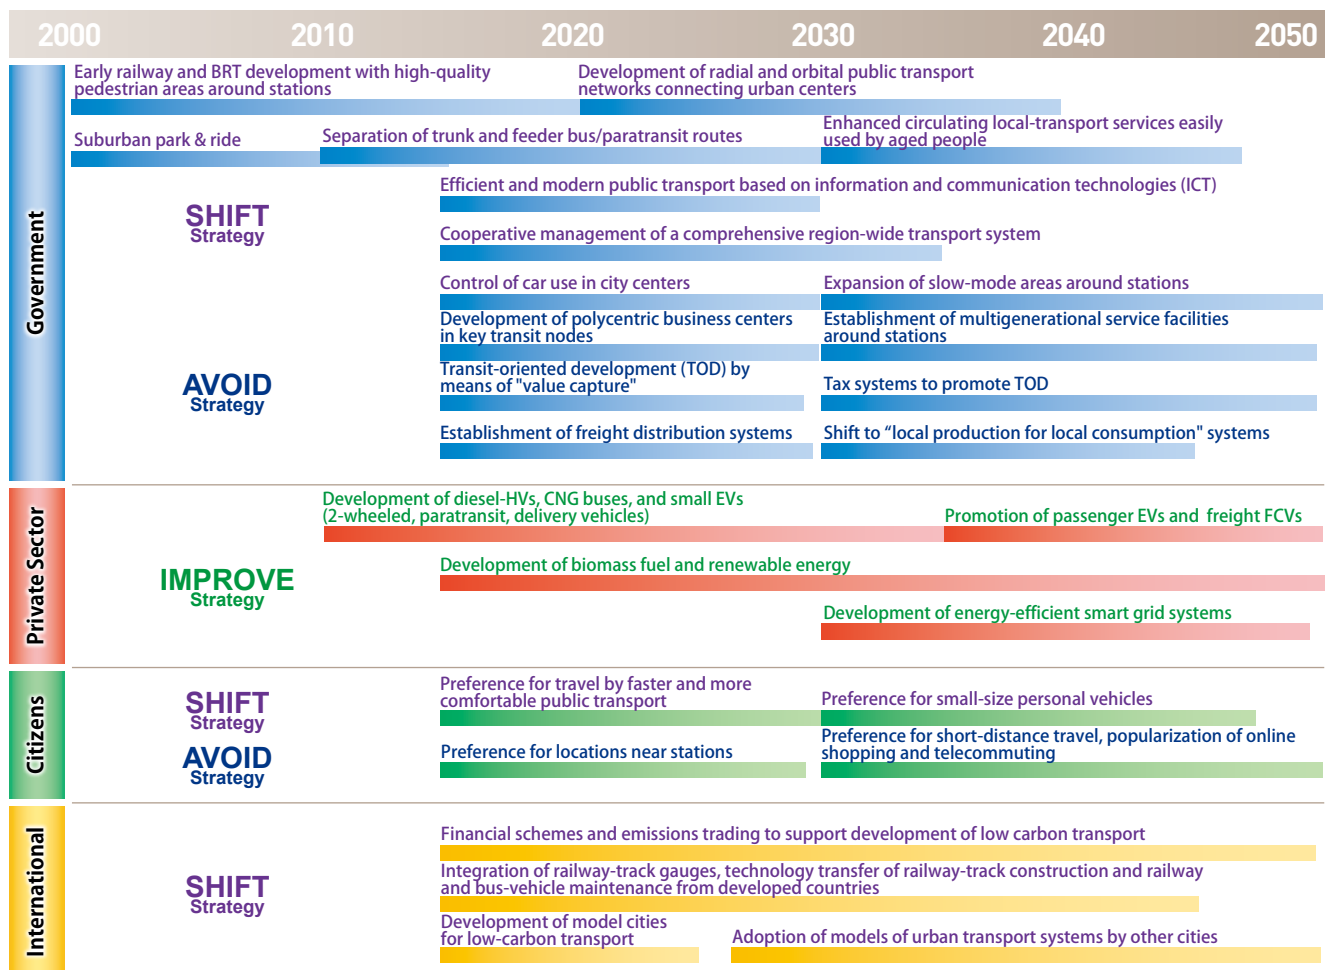 2000 2010 2020 2030 2040 2050
Government
Early railway and BRT development with high-quality
pedestrian areas around stations
Development of radial and orbital public transport
networks connecting urban centers
Suburban park & ride
Separation of trunk and feeder bus/paratransit routes
Enhanced circulating local-transport services easily
used by aged people
SHIFT
Strategy
Efficient and modern public transport based on information and communication technologies (ICT)
Cooperative management of a comprehensive region-wide transport system
Control of car use in city centers
Expansion of slow-mode areas around stations
AVOID
Strategy
Development of polycentric business centers
in key transit nodes
Establishment of multigenerational service facilities
around stations
Transit-oriented development (TOD) by
means of "value capture"
Tax systems to promote TOD
Establishment of freight distribution systems
Shift to “local production for local consumption" systems
Private Sector
IMPROVE
Strategy
Development of diesel-HVs, CNG buses, and small EVs
(2-wheeled, paratransit, delivery vehicles)
Promotion of passenger EVs and freight FCVs
Development of biomass fuel and renewable energy
Development of energy-efficient smart grid systems
Citizens
SHIFT
Strategy
Preference for travel by faster and more
comfortable public transport
Preference for small-size personal vehicles
AVOID
Strategy
Preference for locations near stations
Preference for short-distance travel, popularization of online
shopping and telecommuting
International
SHIFT
Strategy
Financial schemes and emissions trading to support development of low carbon transport
Integration of railway-track gauges, technology transfer of railway-track construction and railway
and bus-vehicle maintenance from developed countries
Development of model cities
for low-carbon transport
Adoption of models of urban transport systems by other cities